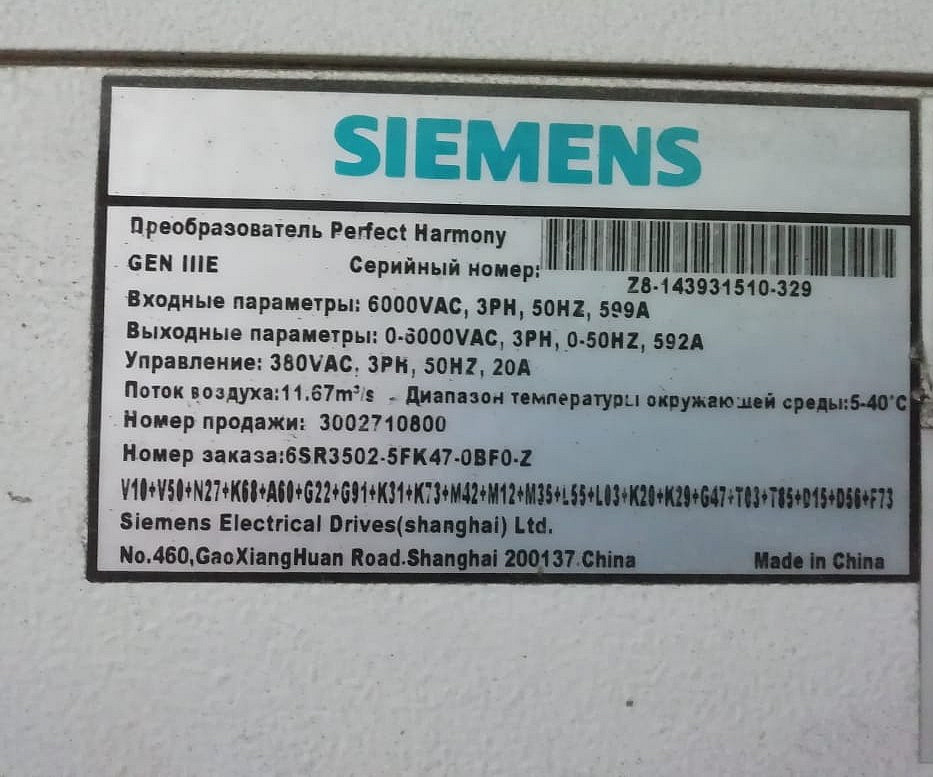 SIEMENS
Преобразователь Perfect Harmony
GEN IIIE Серийный номер:
Z8-143931510-329
Входные параметры: 6000VAC, 3PH, 50HZ, 599A
Выходные параметры: 0-6000VAC, 3PH, 0-50HZ, 592A
Управление: 380VAC, 3PH, 50HZ, 20A
Поток воздуха:11.67m³/s - Диапазон температуры окружающей среды:5-40°C
Номер продажи: 3002710800
Номер заказа:6SR3502-5FK47-0BF0-Z
V10+V50+N27+K68+A60+G22+G91+K31+K73+M42+M12+M35+L55+L03+K20+K29+G47+T03+T85+D15+D56+F73
Siemens Electrical Drives(shanghai) Ltd.
No.460,GaoXiangHuan Road.Shanghai 200137.China Made in China